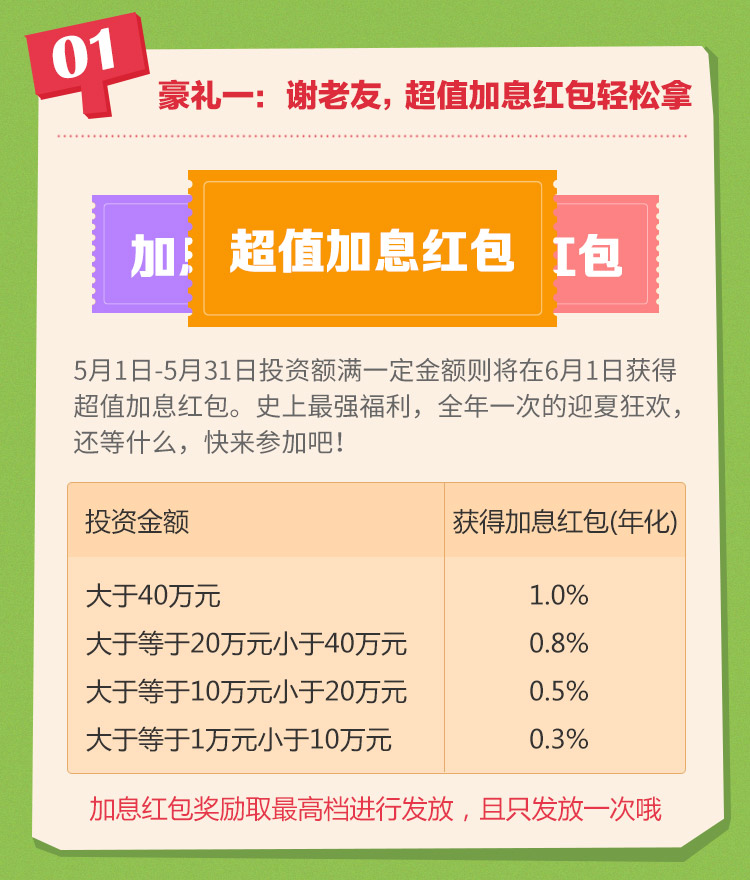 01
豪礼一：谢老友，超值加息红包轻松拿
加息
超值加息红包
红包
5月1日-5月31日投资额满一定金额则将在6月1日获得
超值加息红包。史上最强福利，全年一次的迎夏狂欢，
还等什么，快来参加吧！
投资金额 获得加息红包(年化)
大于40万元 1.0%
大于等于20万元小于40万元 0.8%
大于等于10万元小于20万元 0.5%
大于等于1万元小于10万元 0.3%
加息红包奖励取最高档进行发放，且只发放一次哦